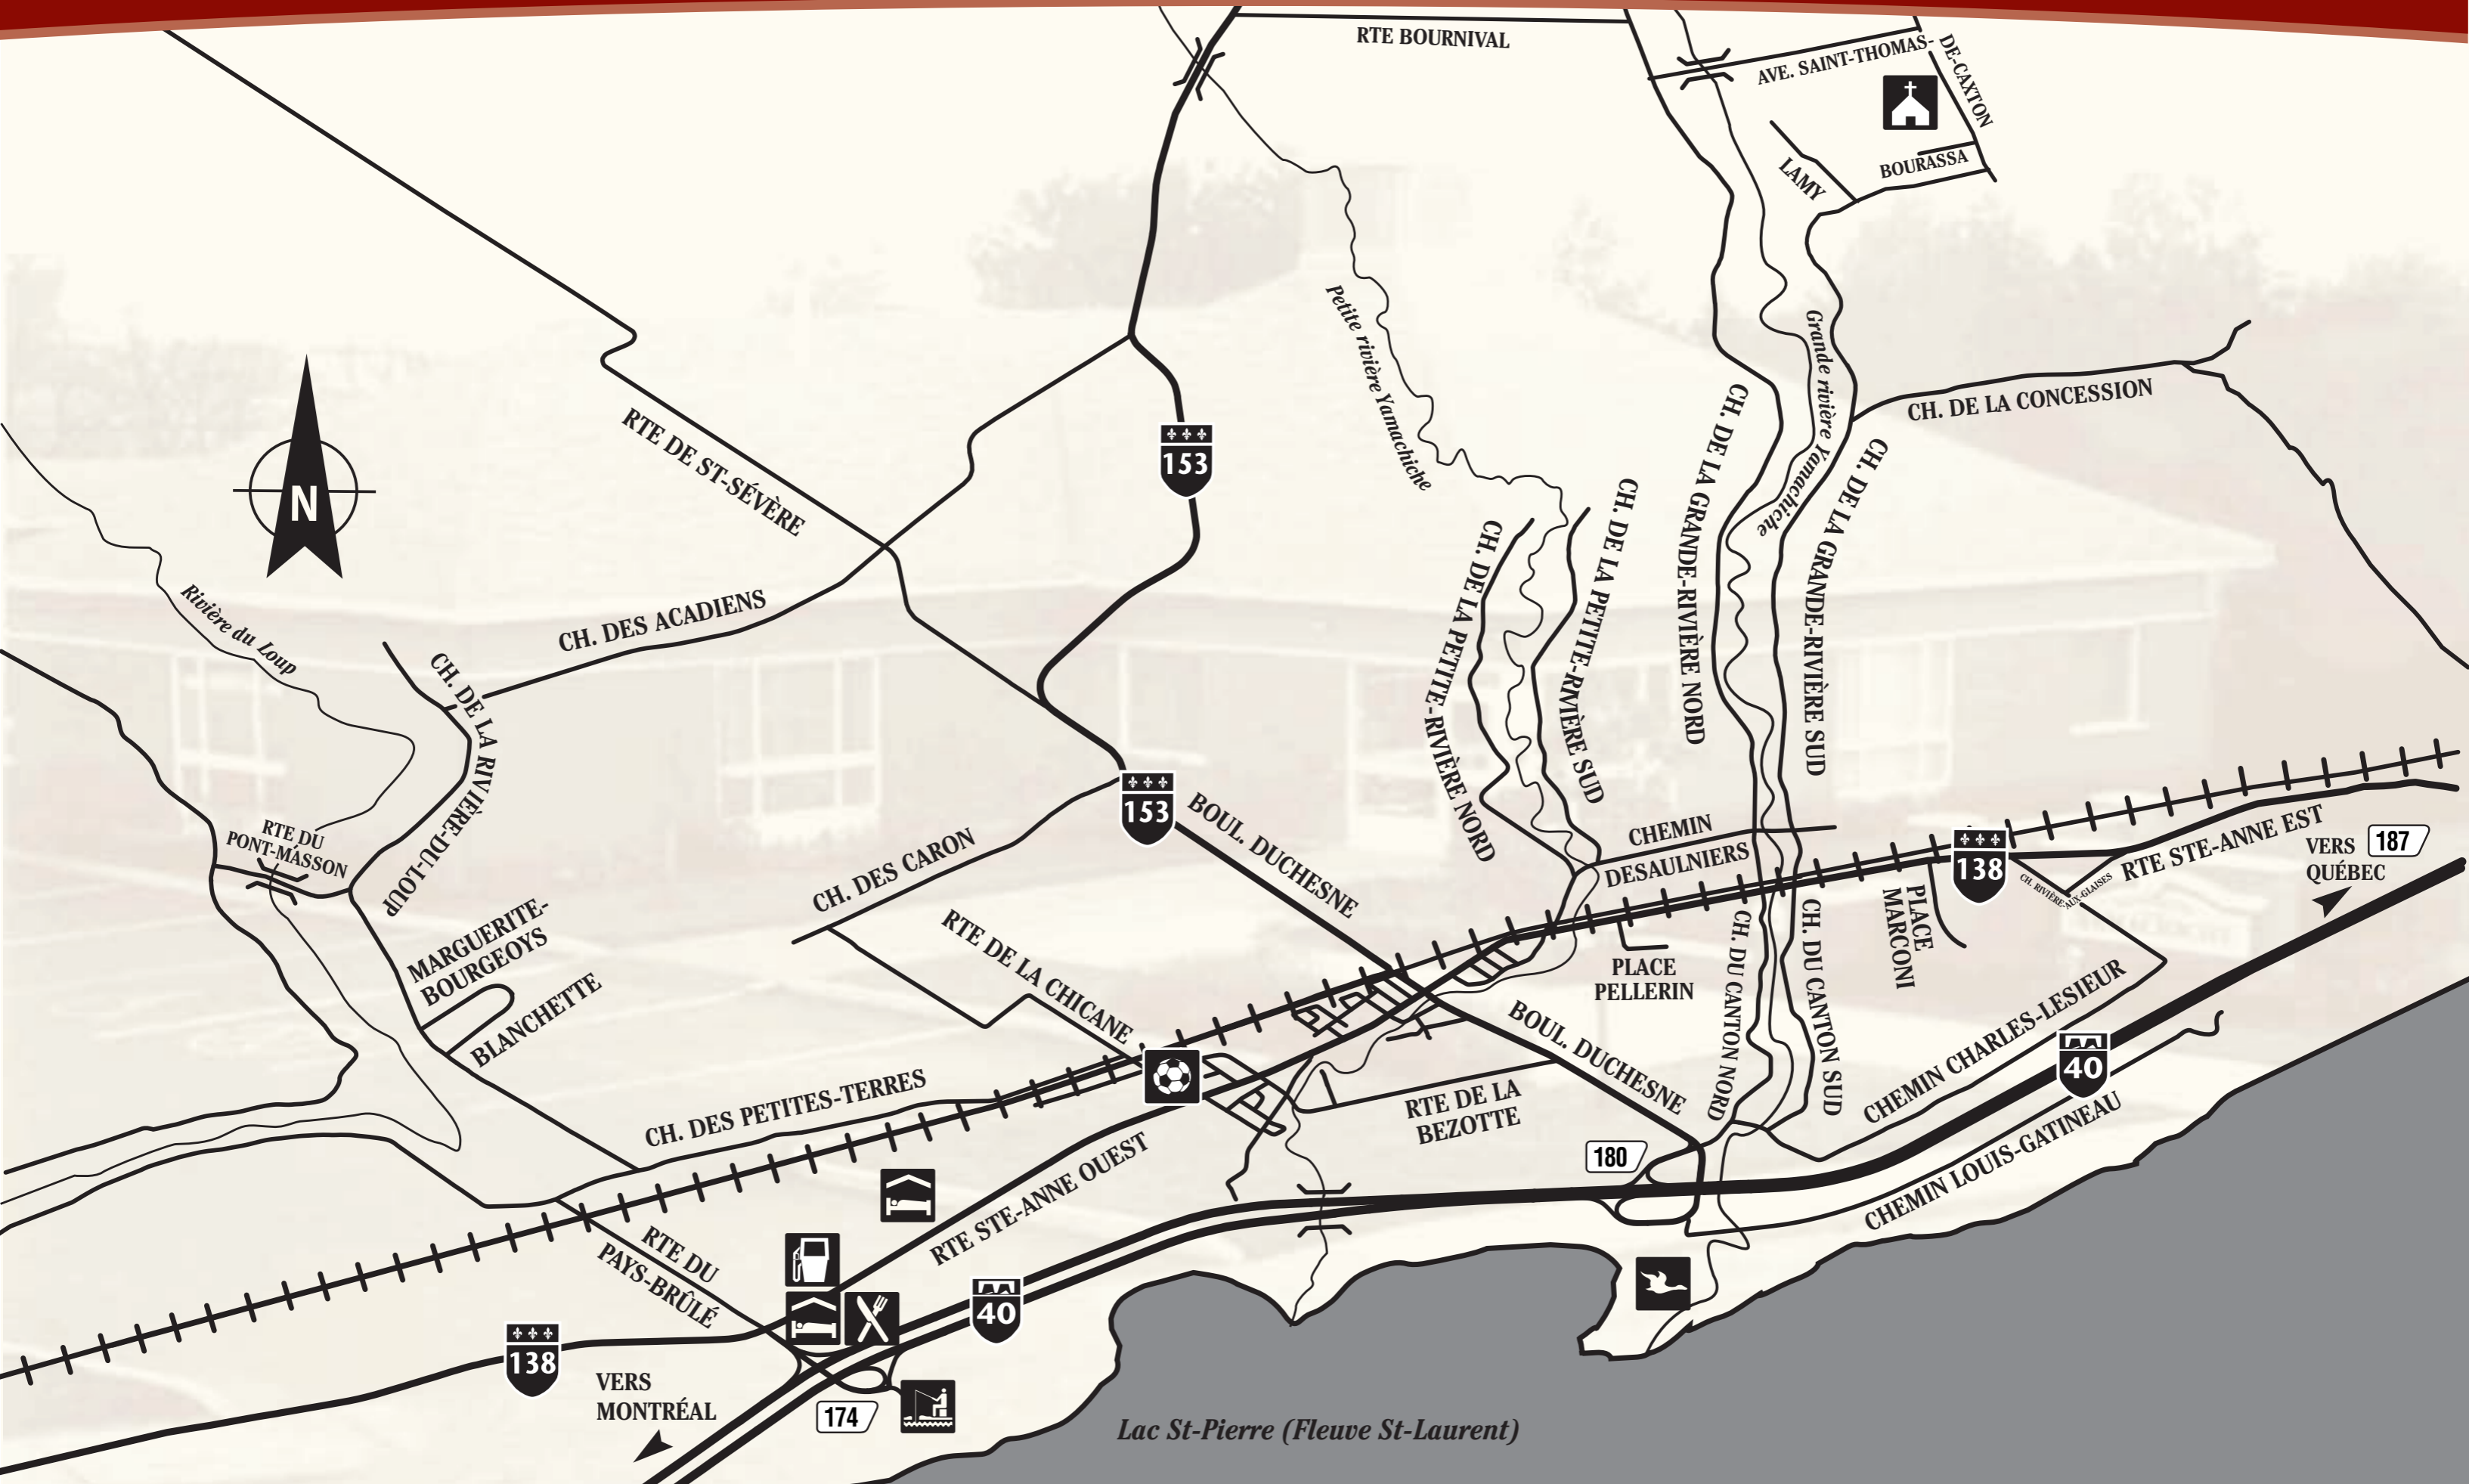 RTE BOURNIVAL
AVE. SAINT-THOMAS-
DE-CAXTON
LAMY
BOURASSA
Petite rivière Yamachiche
Grande rivière Yamachiche
CH. DE LA CONCESSION
RTE DE ST-SÉVÈRE
153
N
CH. DE LA GRANDE-RIVIÈRE NORD
CH. DE LA GRANDE-RIVIÈRE SUD
CH. DE LA PETITE-RIVIÈRE NORD
CH. DE LA PETITE-RIVIÈRE SUD
Rivière du Loup
CH. DES ACADIENS
CH. DE LA RIVIÈRE-DU-LOUP
RTE DU
PONT-MASSON
153
BOUL. DUCHESNE
CH. DES CARON
CHEMIN
DESAULNIERS
138
RTE STE-ANNE EST
VERS
QUÉBEC
187
CH. RIVIÈRE-AUX-GLAISES
MARGUERITE-
BOURGEOYS
BLANCHETTE
RTE DE LA CHICANE
PLACE
PELLERIN
PLACE
MARCONI
CH. DU CANTON NORD
CH. DU CANTON SUD
BOUL. DUCHESNE
CHEMIN CHARLES-LESIEUR
40
CHEMIN LOUIS-GATINEAU
CH. DES PETITES-TERRES
RTE DE LA
BEZOTTE
180
RTE STE-ANNE OUEST
RTE DU
PAYS-BRÛLÉ
40
138
VERS
MONTRÉAL
174
Lac St-Pierre (Fleuve St-Laurent)